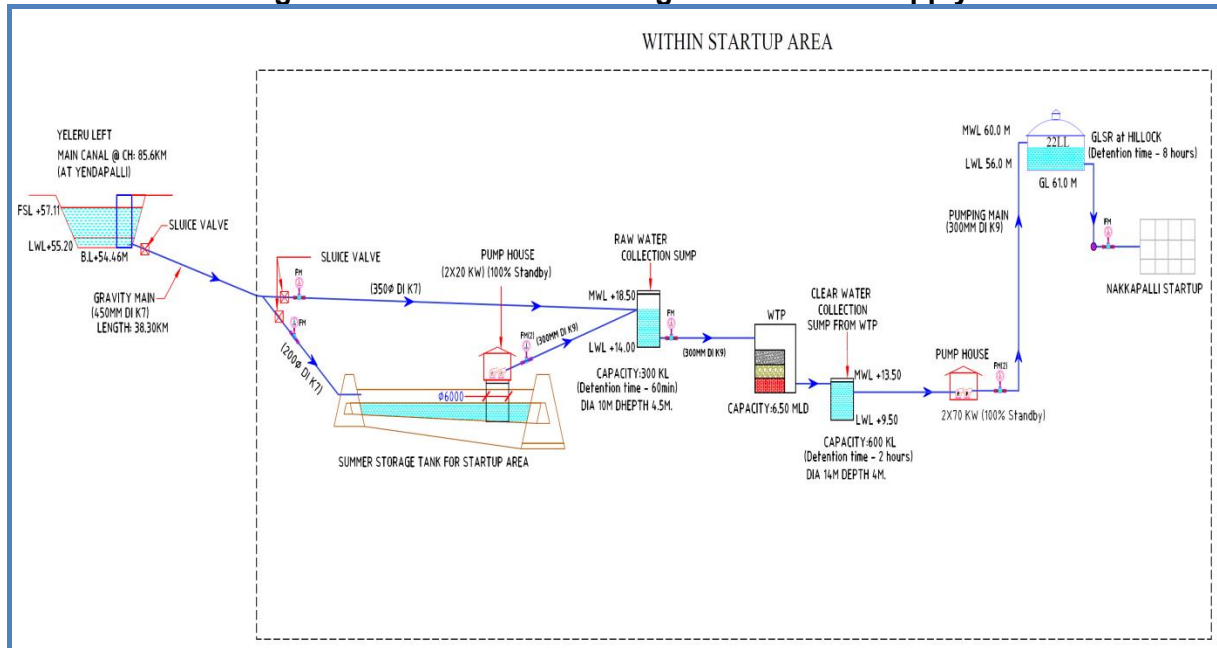 WITHIN STARTUP AREA
YELERU LEFT
MAIN CANAL @ CH: 85.6KM
(AT YENDAPALLI)
FSL +57.11
LWL+55.20
B.L+54.46M
SLUICE VALVE
GRAVITY MAIN
(450MM DI K7)
LENGTH: 38.30KM
SLUICE VALVE
FM
(350Φ DI K7)
FM
(200Φ DI K7)
PUMP HOUSE
(2X20 KW) (100% Standby)
FM(2)
(300MM DI K9)
Φ6000
SUMMER STORAGE TANK FOR STARTUP AREA
RAW WATER
COLLECTION SUMP
MWL +18.50
LWL +14.00
FM
(300MM DI K9)
CAPACITY:300 KL
(Detention time - 60min)
DIA 10M DHEPTH 4.5M.
WTP
CAPACITY:6.50 MLD
CLEAR WATER
COLLECTION
SUMP FROM WTP
MWL +13.50
LWL +9.50
CAPACITY:600 KL
(Detention time - 2 hours)
DIA 14M DEPTH 4M.
PUMP HOUSE
FM(2)
2X70 KW (100% Standby)
PUMPING MAIN
(300MM DI K9)
MWL 60.0 M
LWL 56.0 M
22LL
GL 61.0 M
GLSR at HILLOCK
(Detention time - 8 hours)
FM
NAKKAPALLI STARTUP